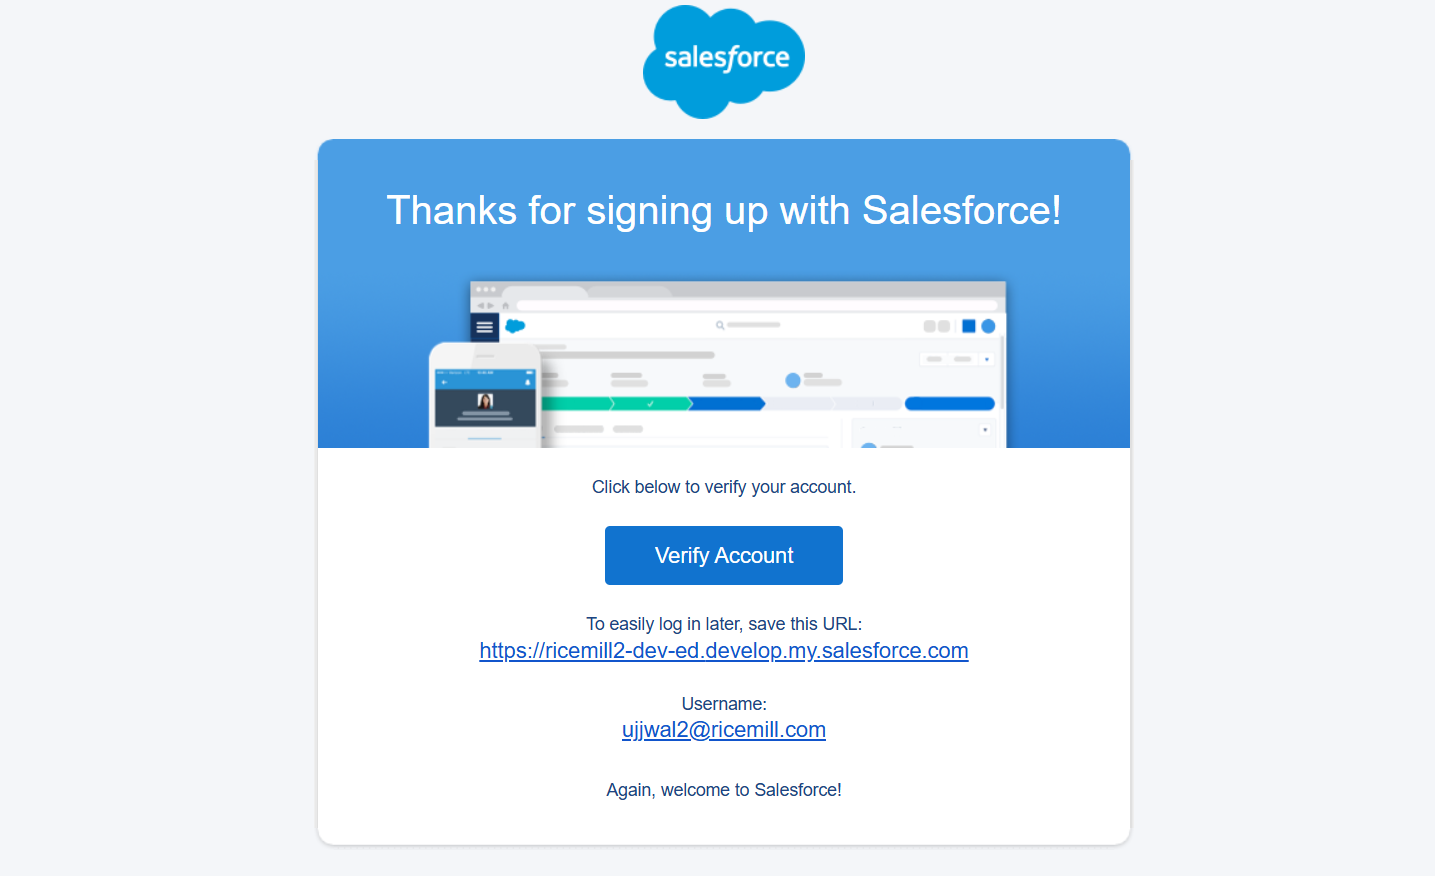 salesforce
Thanks for signing up with Salesforce!
Click below to verify your account.
Verify Account
To easily log in later, save this URL:
https://ricemill2-dev-ed.develop.my.salesforce.com
Username:
ujjwal2@ricemill.com
Again, welcome to Salesforce!